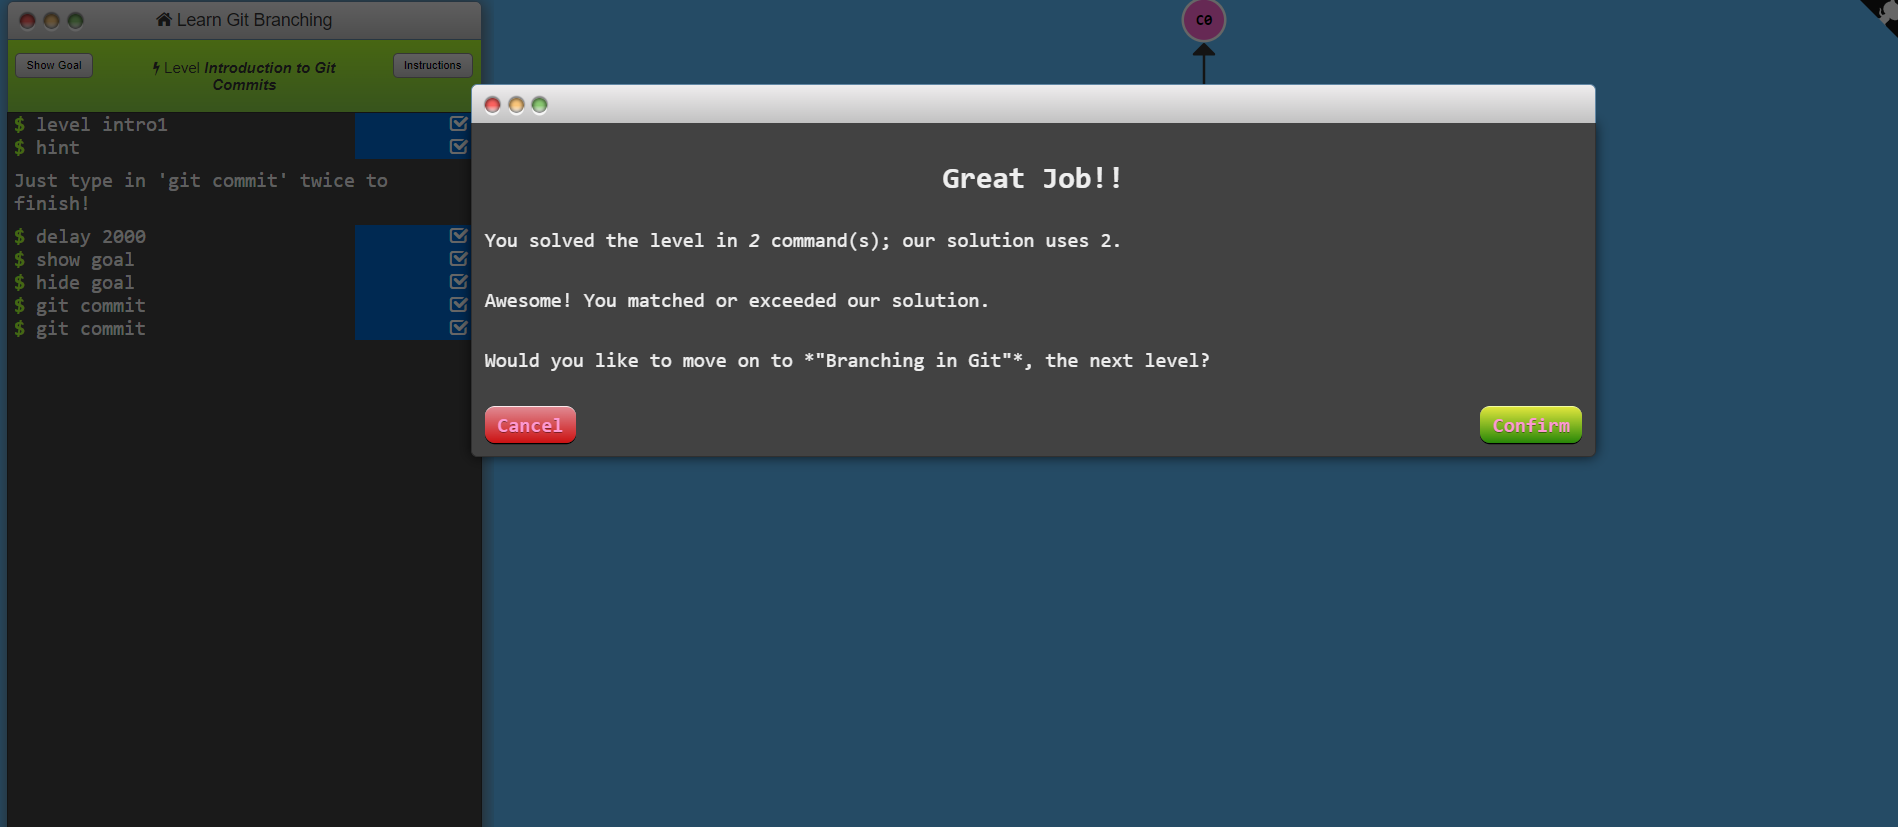 Learn Git Branching
Show Goal
Level Introduction to Git
Commits
Instructions
$ level intro1
$ hint
Just type in 'git commit' twice to
finish!
$ delay 2000
$ show goal
$ hide goal
$ git commit
$ git commit
C0
Great Job!!
You solved the level in 2 command(s); our solution uses 2.
Awesome! You matched or exceeded our solution.
Would you like to move on to *"Branching in Git"*, the next level?
Cancel
Confirm